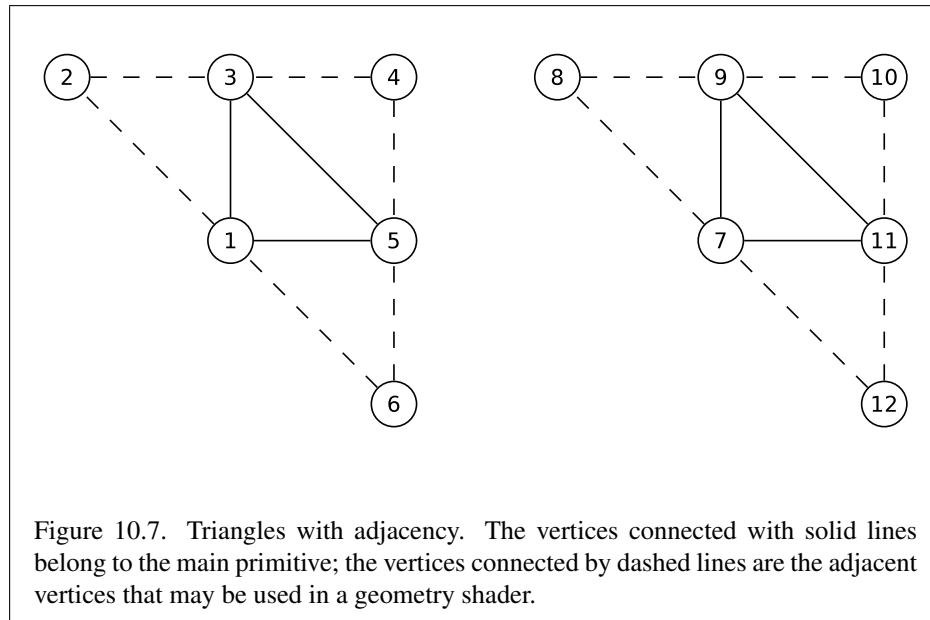 2 3 4 8 9 10
1 5 7 11
6 12
Figure 10.7. Triangles with adjacency. The vertices connected with solid lines
belong to the main primitive; the vertices connected by dashed lines are the adjacent
vertices that may be used in a geometry shader.